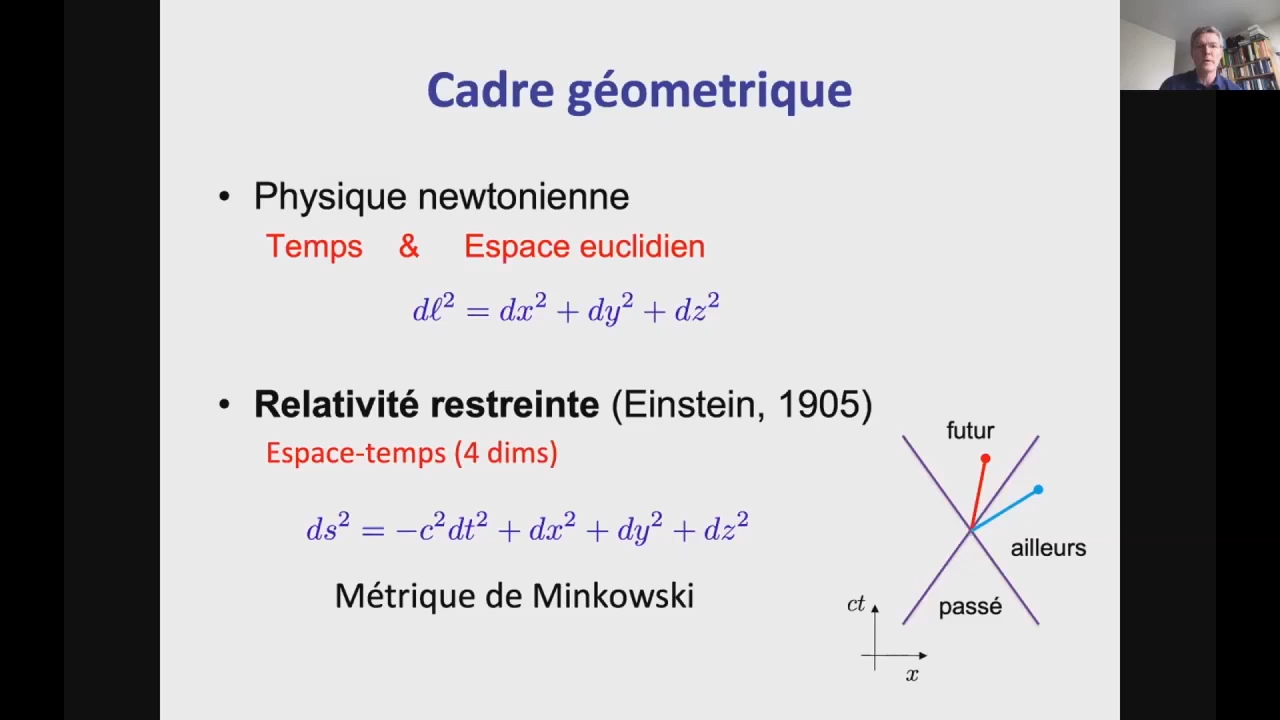 Cadre géometrique
• Physique newtonienne
Temps & Espace euclidien
dℓ² = dx² + dy² + dz²
• Relativité restreinte (Einstein, 1905)
Espace-temps (4 dims)
ds² = −c²dt² + dx² + dy² + dz²
Métrique de Minkowski
futur
ailleurs
passé
ct
x